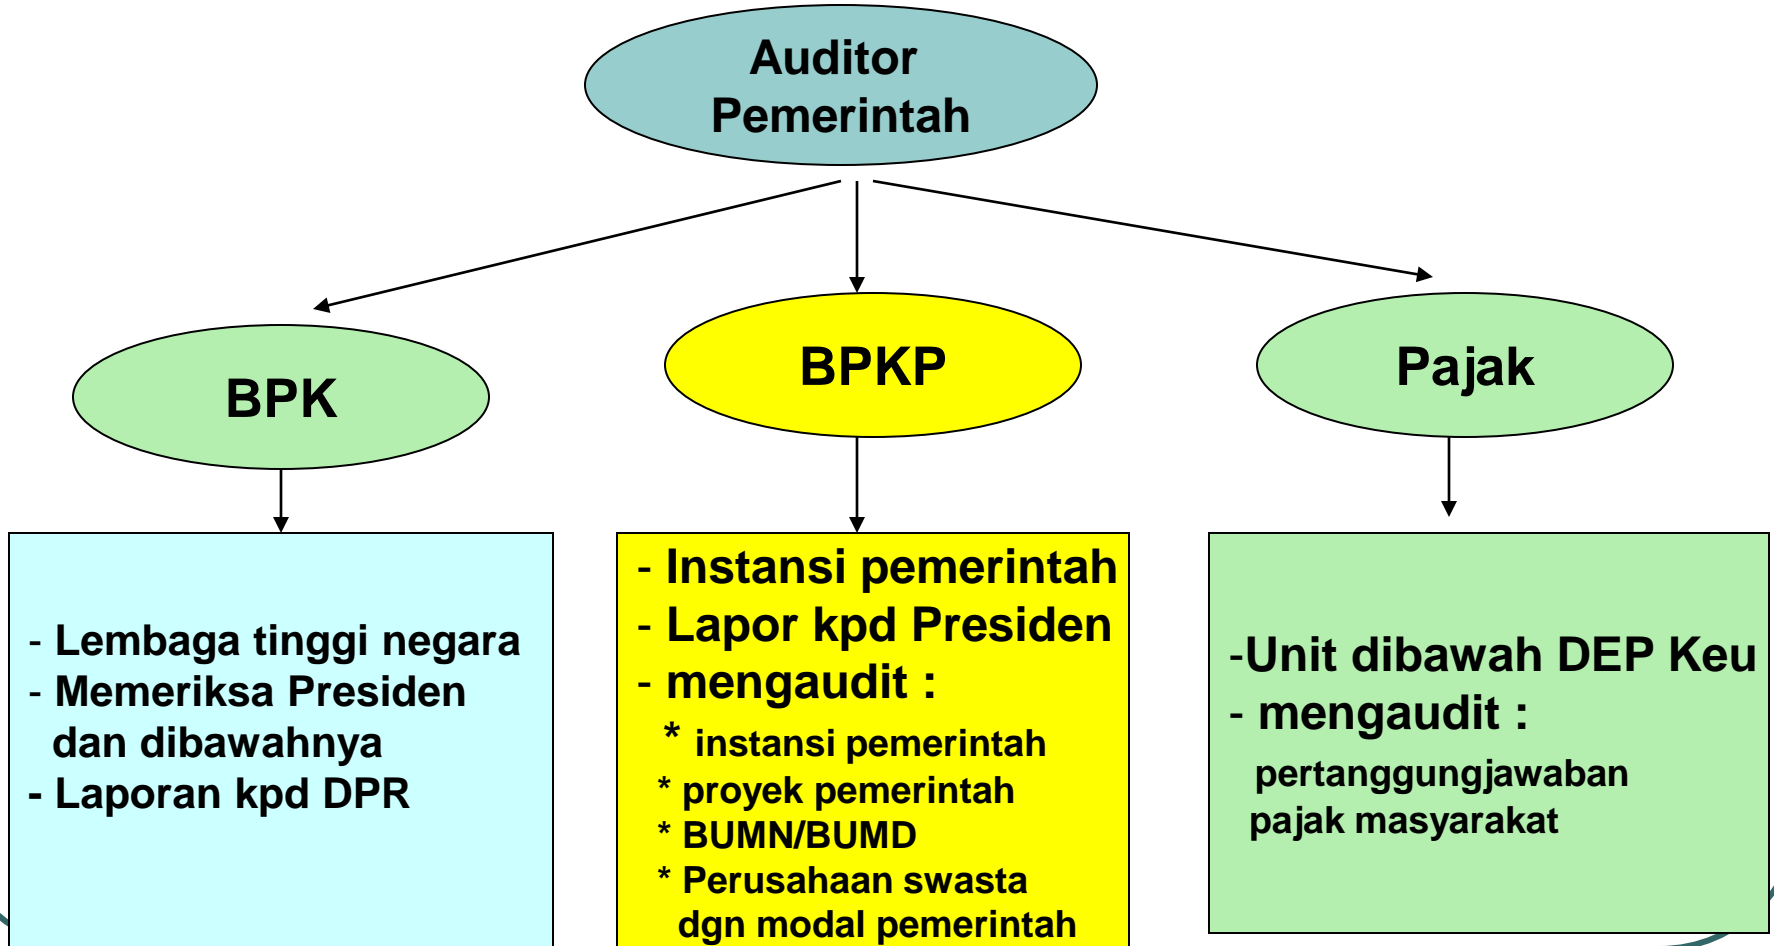 Auditor
Pemerintah
BPK
BPKP
Pajak
- Lembaga tinggi negara
- Memeriksa Presiden
dan dibawahnya
- Laporan kpd DPR
- Instansi pemerintah
- Lapor kpd Presiden
- mengaudit :
* instansi pemerintah
* proyek pemerintah
* BUMN/BUMD
* Perusahaan swasta
dgn modal pemerintah
-Unit dibawah DEP Keu
- mengaudit :
pertanggungjawaban
pajak masyarakat